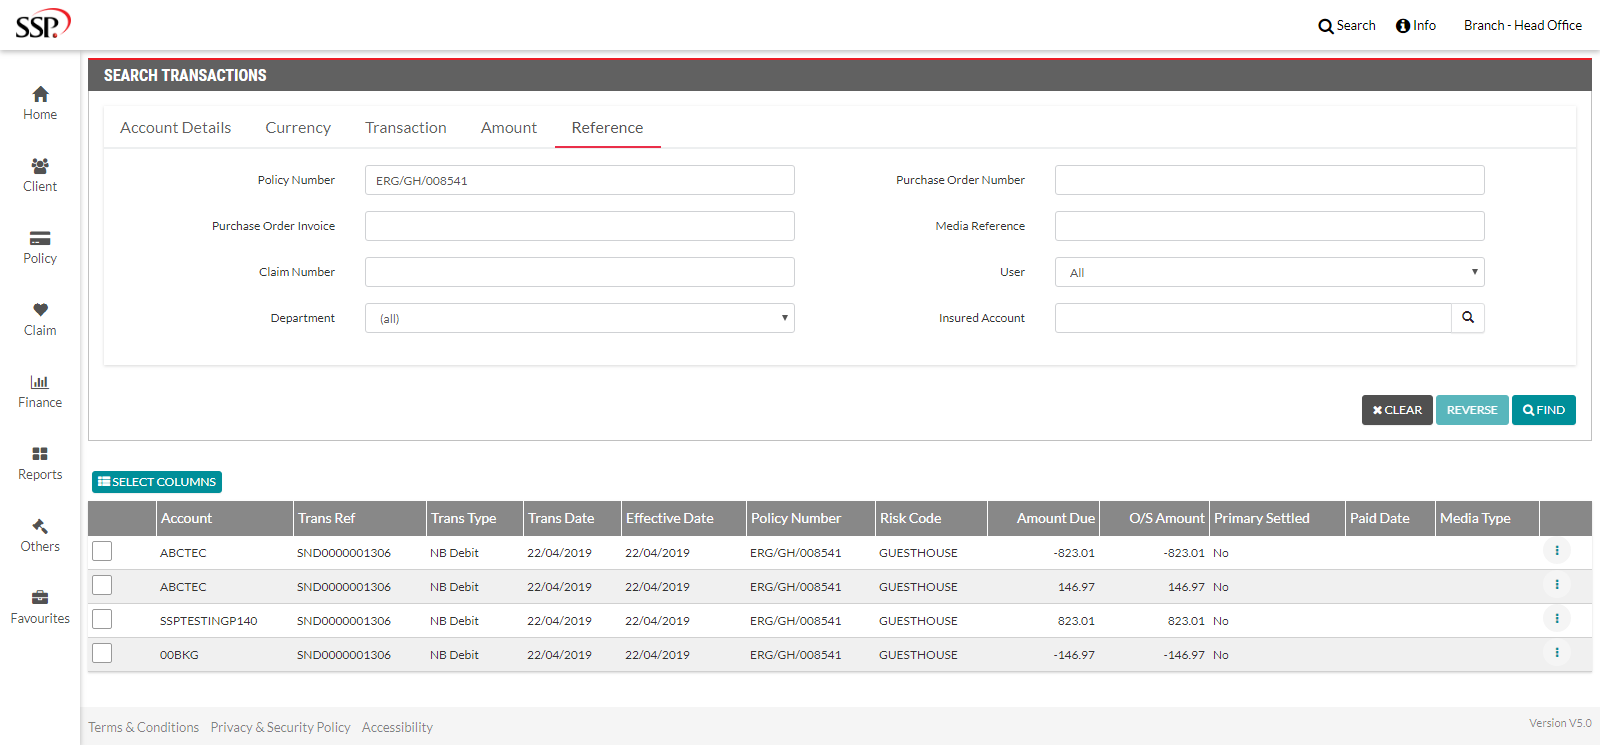 SSP.
Search Info Branch - Head Office
SEARCH TRANSACTIONS
Home
Client
Policy
Claim
Finance
Reports
Others
Favourites
Account Details Currency Transaction Amount Reference
Policy Number ERG/GH/008541 Purchase Order Number
Purchase Order Invoice Media Reference
Claim Number User All
Department (all) Insured Account
CLEAR REVERSE FIND
SELECT COLUMNS
Account Trans Ref Trans Type Trans Date Effective Date Policy Number Risk Code Amount Due O/S Amount Primary Settled Paid Date Media Type
ABCTEC SND0000001306 NB Debit 22/04/2019 22/04/2019 ERG/GH/008541 GUESTHOUSE -823.01 -823.01 No
ABCTEC SND0000001306 NB Debit 22/04/2019 22/04/2019 ERG/GH/008541 GUESTHOUSE 146.97 146.97 No
SSPTESTINGP140 SND0000001306 NB Debit 22/04/2019 22/04/2019 ERG/GH/008541 GUESTHOUSE 823.01 823.01 No
00BKG SND0000001306 NB Debit 22/04/2019 22/04/2019 ERG/GH/008541 GUESTHOUSE -146.97 -146.97 No
Terms & Conditions Privacy & Security Policy Accessibility Version V5.0